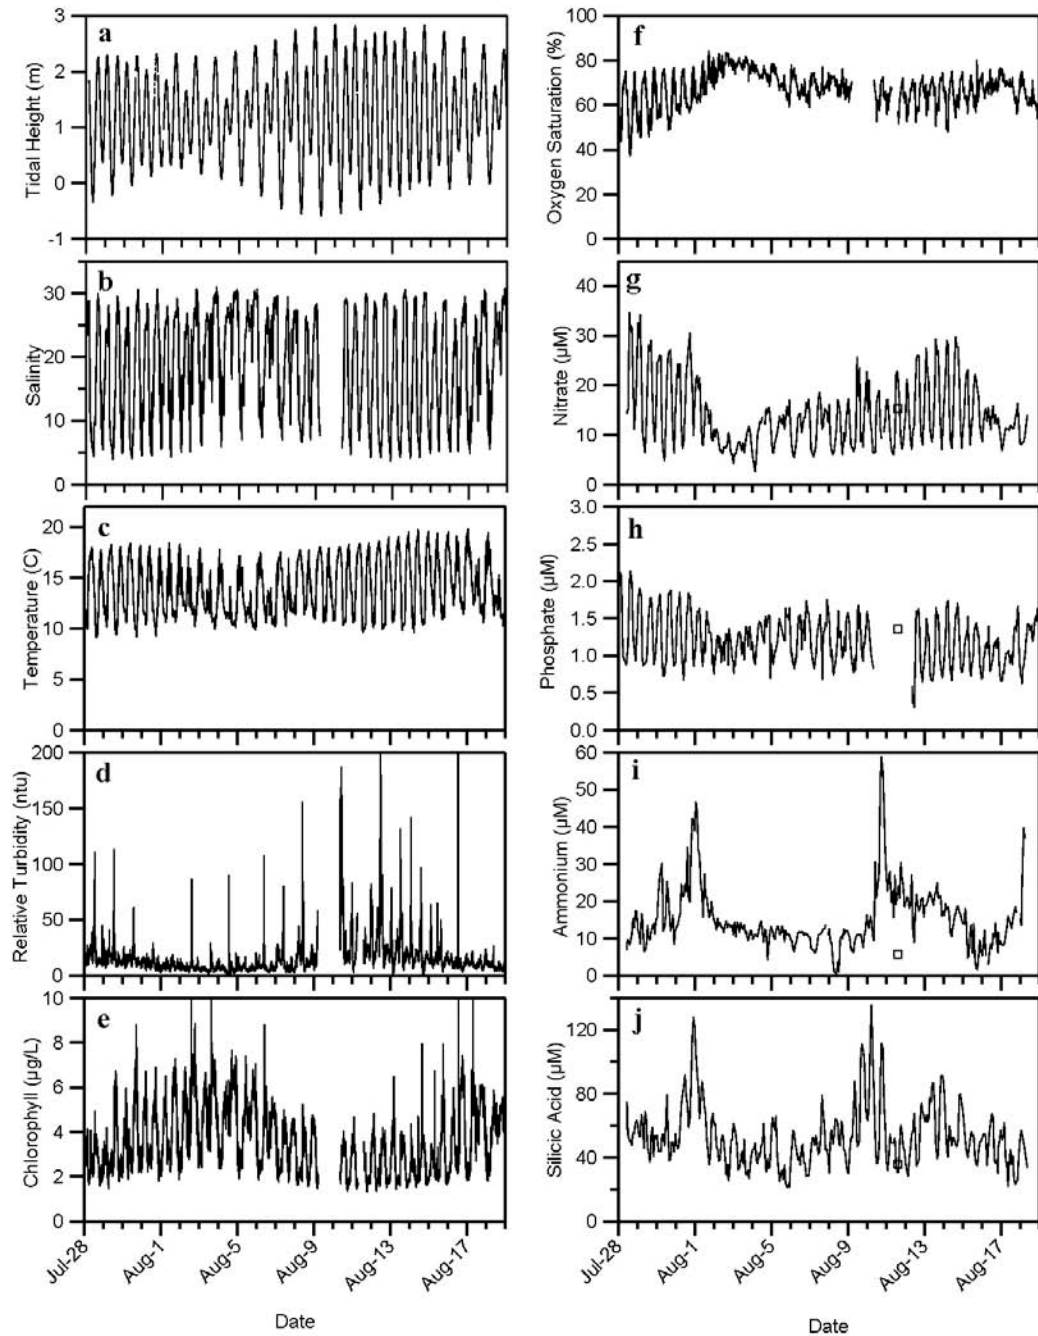 a
Tidal Height (m)
3
2
1
0
-1
b
Salinity
30
20
10
0
c
Temperature (C)
20
15
10
5
0
d
Relative Turbidity (ntu)
200
150
100
50
0
e
Chlorophyll (µg/L)
10
8
6
4
2
0
Jul-28
Aug-1
Aug-5
Aug-9
Aug-13
Aug-17
Date
f
Oxygen Saturation (%)
100
80
60
40
20
0
g
Nitrate (µM)
40
30
20
10
0
h
Phosphate (µM)
3.0
2.5
2.0
1.5
1.0
0.5
0.0
i
Ammonium (µM)
60
50
40
30
20
10
0
j
Silicic Acid (µM)
120
80
40
0
Jul-28
Aug-1
Aug-5
Aug-9
Aug-13
Aug-17
Date